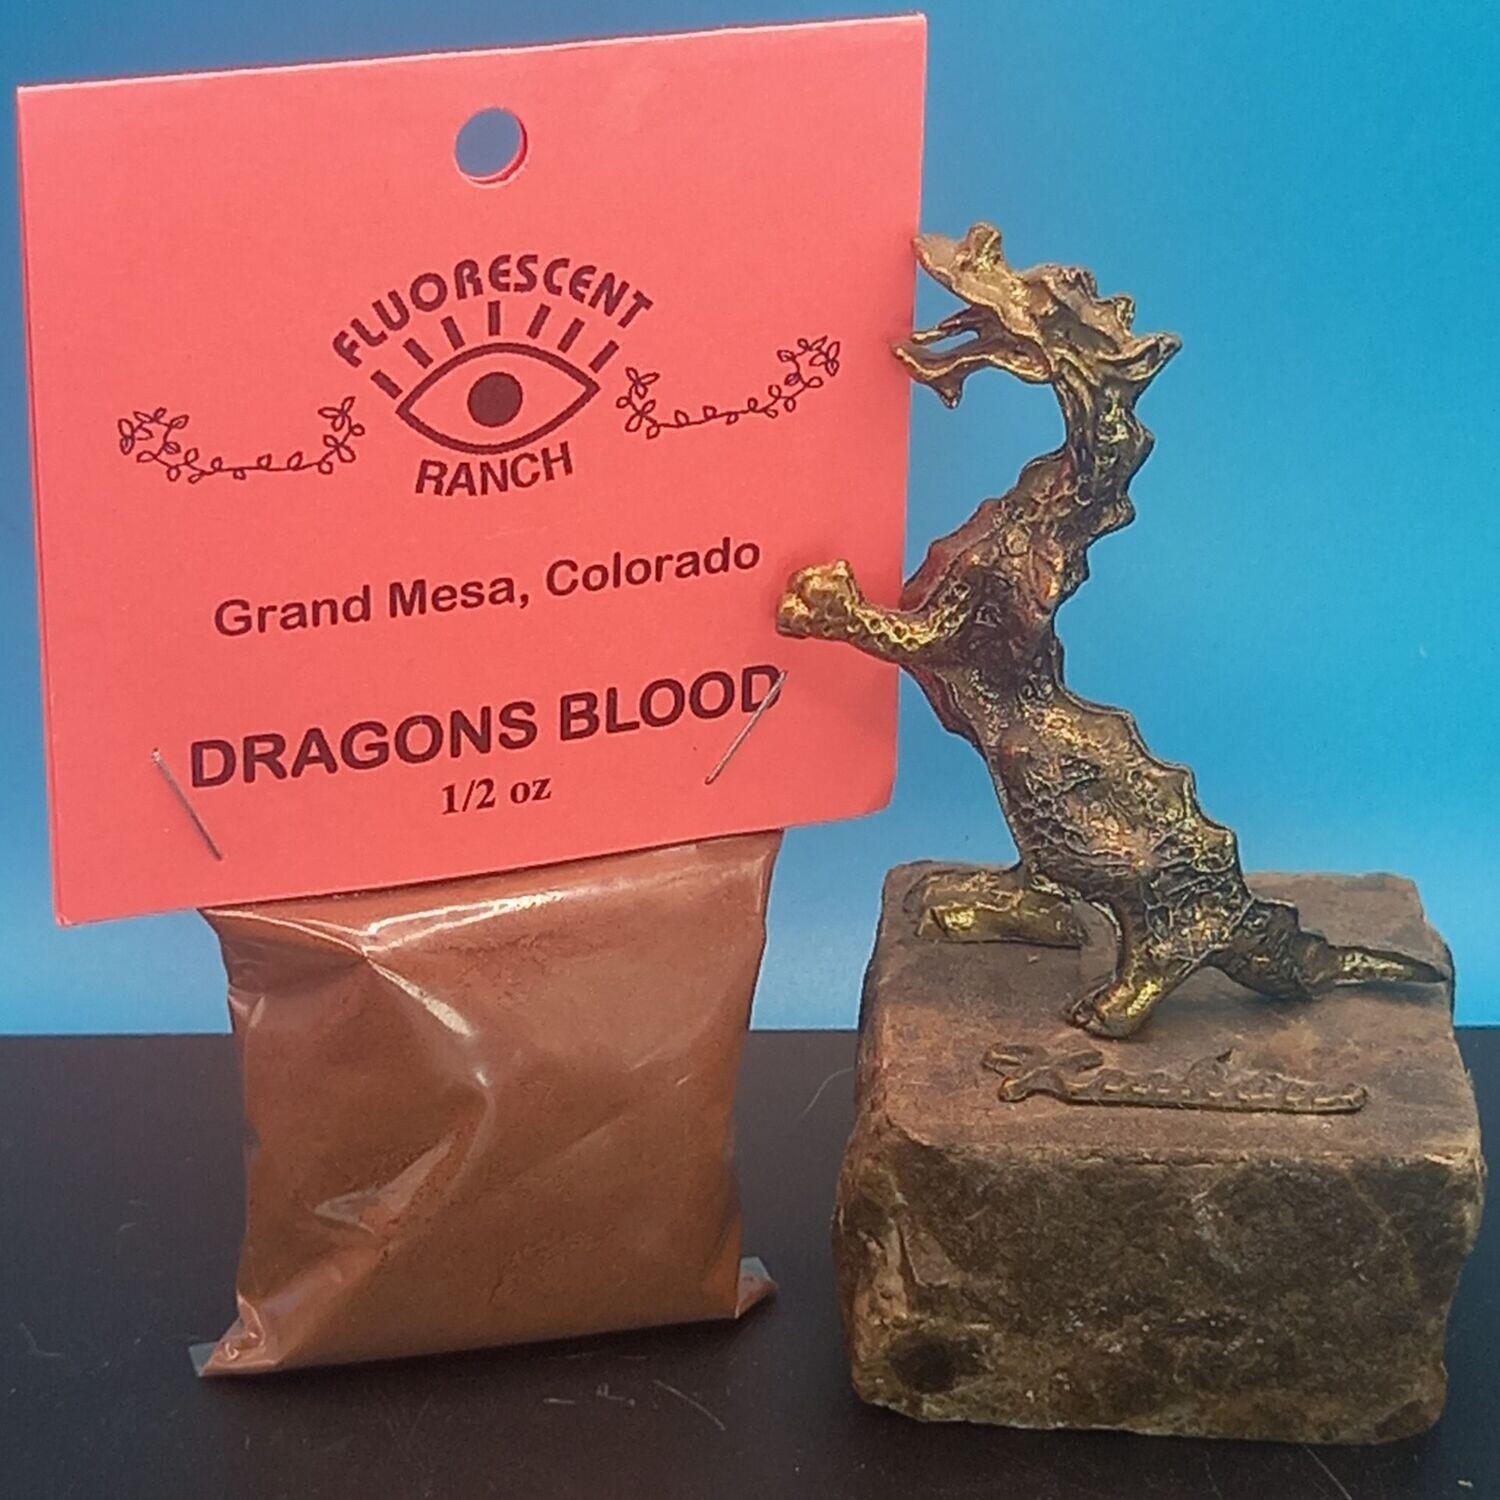 FLUORESCENT
RANCH
Grand Mesa, Colorado
DRAGONS BLOOD
1/2 oz